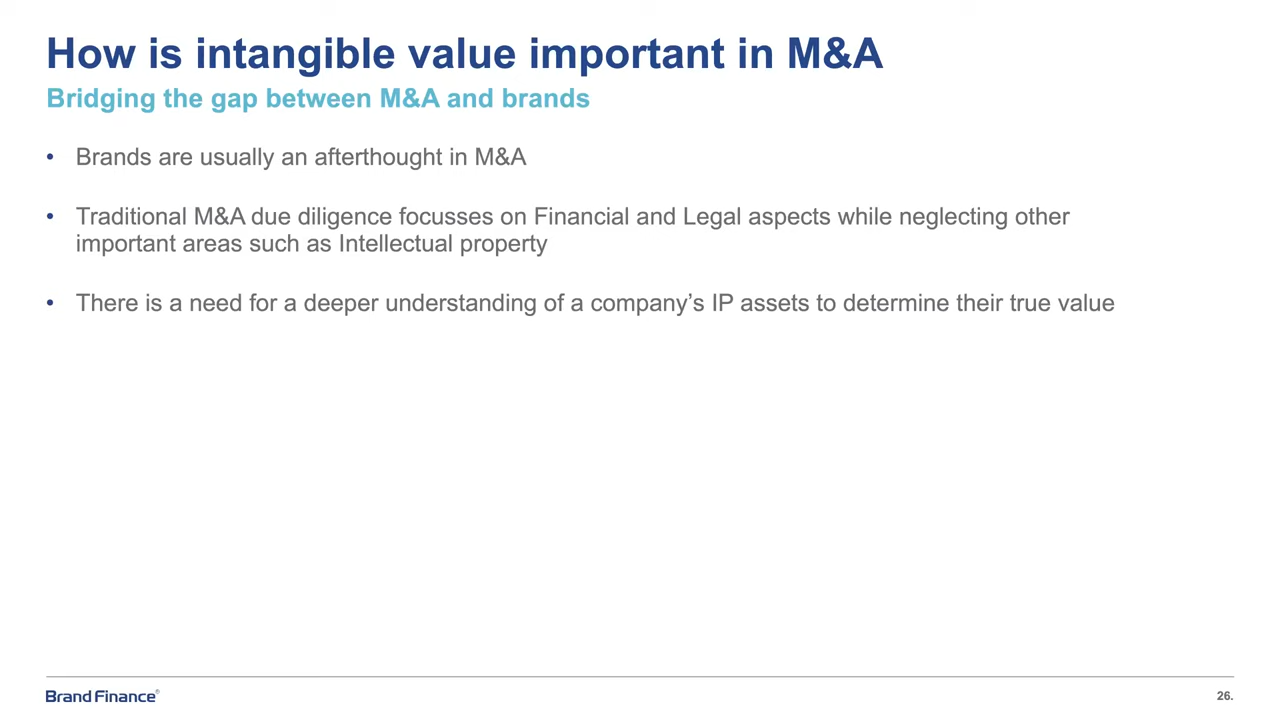 How is intangible value important in M&A
Bridging the gap between M&A and brands
• Brands are usually an afterthought in M&A
• Traditional M&A due diligence focusses on Financial and Legal aspects while neglecting other
important areas such as Intellectual property
• There is a need for a deeper understanding of a company’s IP assets to determine their true value
Brand Finance®
26.